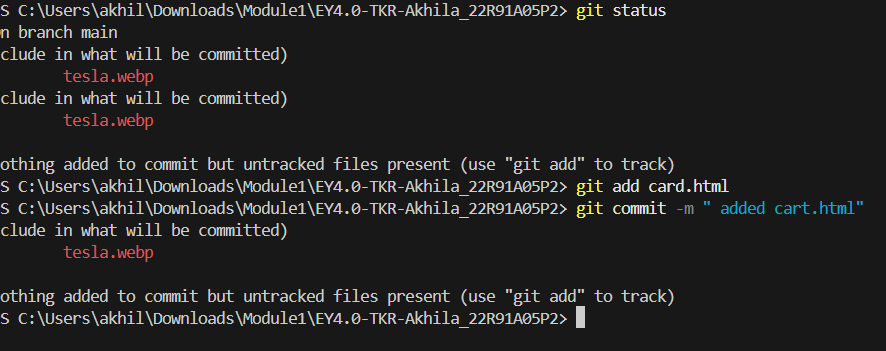 S C:\Users\akhil\Downloads\Module1\EY4.0-TKR-Akhila_22R91A05P2> git status
n branch main
clude in what will be committed)
tesla.webp
clude in what will be committed)
tesla.webp
othing added to commit but untracked files present (use "git add" to track)
S C:\Users\akhil\Downloads\Module1\EY4.0-TKR-Akhila_22R91A05P2> git add card.html
S C:\Users\akhil\Downloads\Module1\EY4.0-TKR-Akhila_22R91A05P2> git commit -m " added cart.html"
clude in what will be committed)
tesla.webp
othing added to commit but untracked files present (use "git add" to track)
S C:\Users\akhil\Downloads\Module1\EY4.0-TKR-Akhila_22R91A05P2>